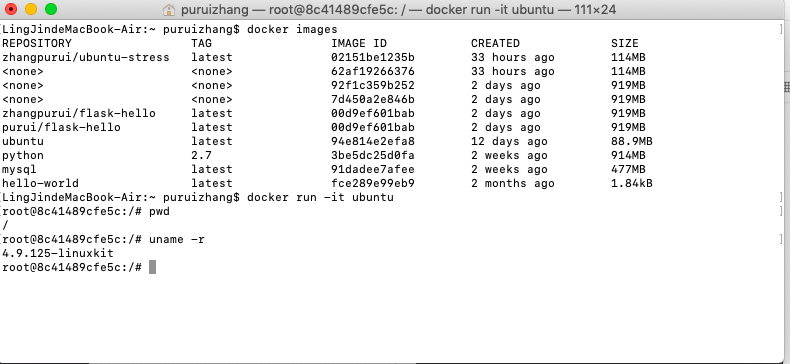 puruizhang — root@8c41489cfe5c: / — docker run -it ubuntu — 111×24
[LingJindeMacBook-Air:~ puruizhang$ docker images ]
REPOSITORY TAG IMAGE ID CREATED SIZE
zhangpurui/ubuntu-stress latest 02151be1235b 33 hours ago 114MB
<none> <none> 62af19266376 33 hours ago 114MB
<none> <none> 92f1c359b252 2 days ago 919MB
<none> <none> 7d450a2e846b 2 days ago 919MB
zhangpurui/flask-hello latest 00d9ef601bab 2 days ago 919MB
purui/flask-hello latest 00d9ef601bab 2 days ago 919MB
ubuntu latest 94e814e2efa8 12 days ago 88.9MB
python 2.7 3be5dc25d0fa 2 weeks ago 914MB
mysql latest 91dadee7afee 2 weeks ago 477MB
hello-world latest fce289e99eb9 2 months ago 1.84kB
[LingJindeMacBook-Air:~ puruizhang$ docker run -it ubuntu ]
[root@8c41489cfe5c:/# pwd ]
/
[root@8c41489cfe5c:/# uname -r ]
4.9.125-linuxkit
root@8c41489cfe5c:/#